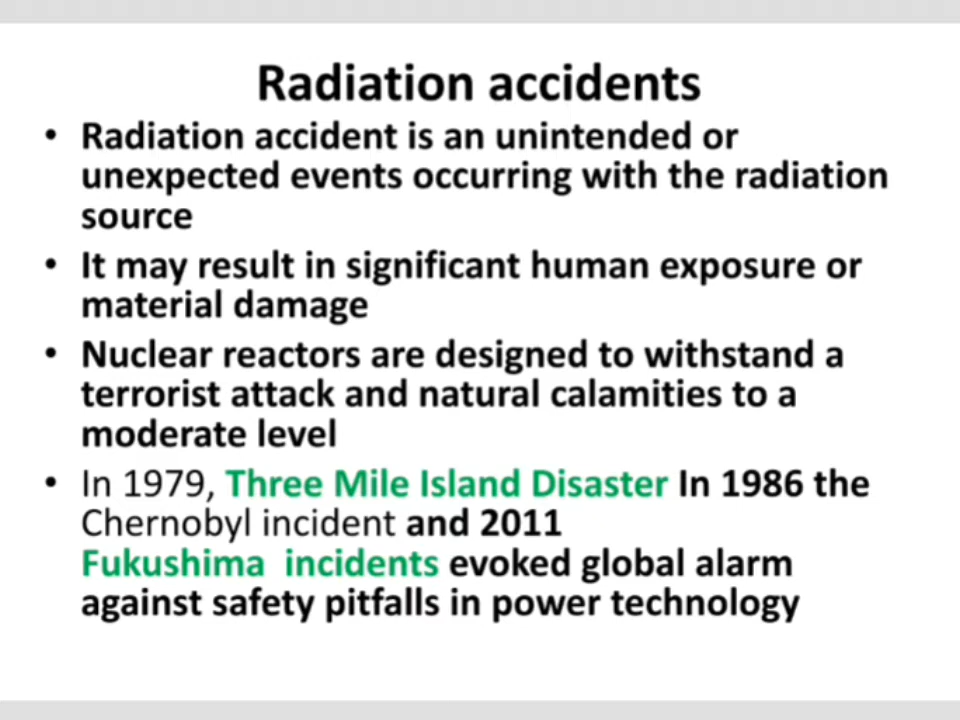 Radiation accidents
• Radiation accident is an unintended or
unexpected events occurring with the radiation
source
• It may result in significant human exposure or
material damage
• Nuclear reactors are designed to withstand a
terrorist attack and natural calamities to a
moderate level
• In 1979, Three Mile Island Disaster In 1986 the
Chernobyl incident and 2011
Fukushima  incidents evoked global alarm
against safety pitfalls in power technology